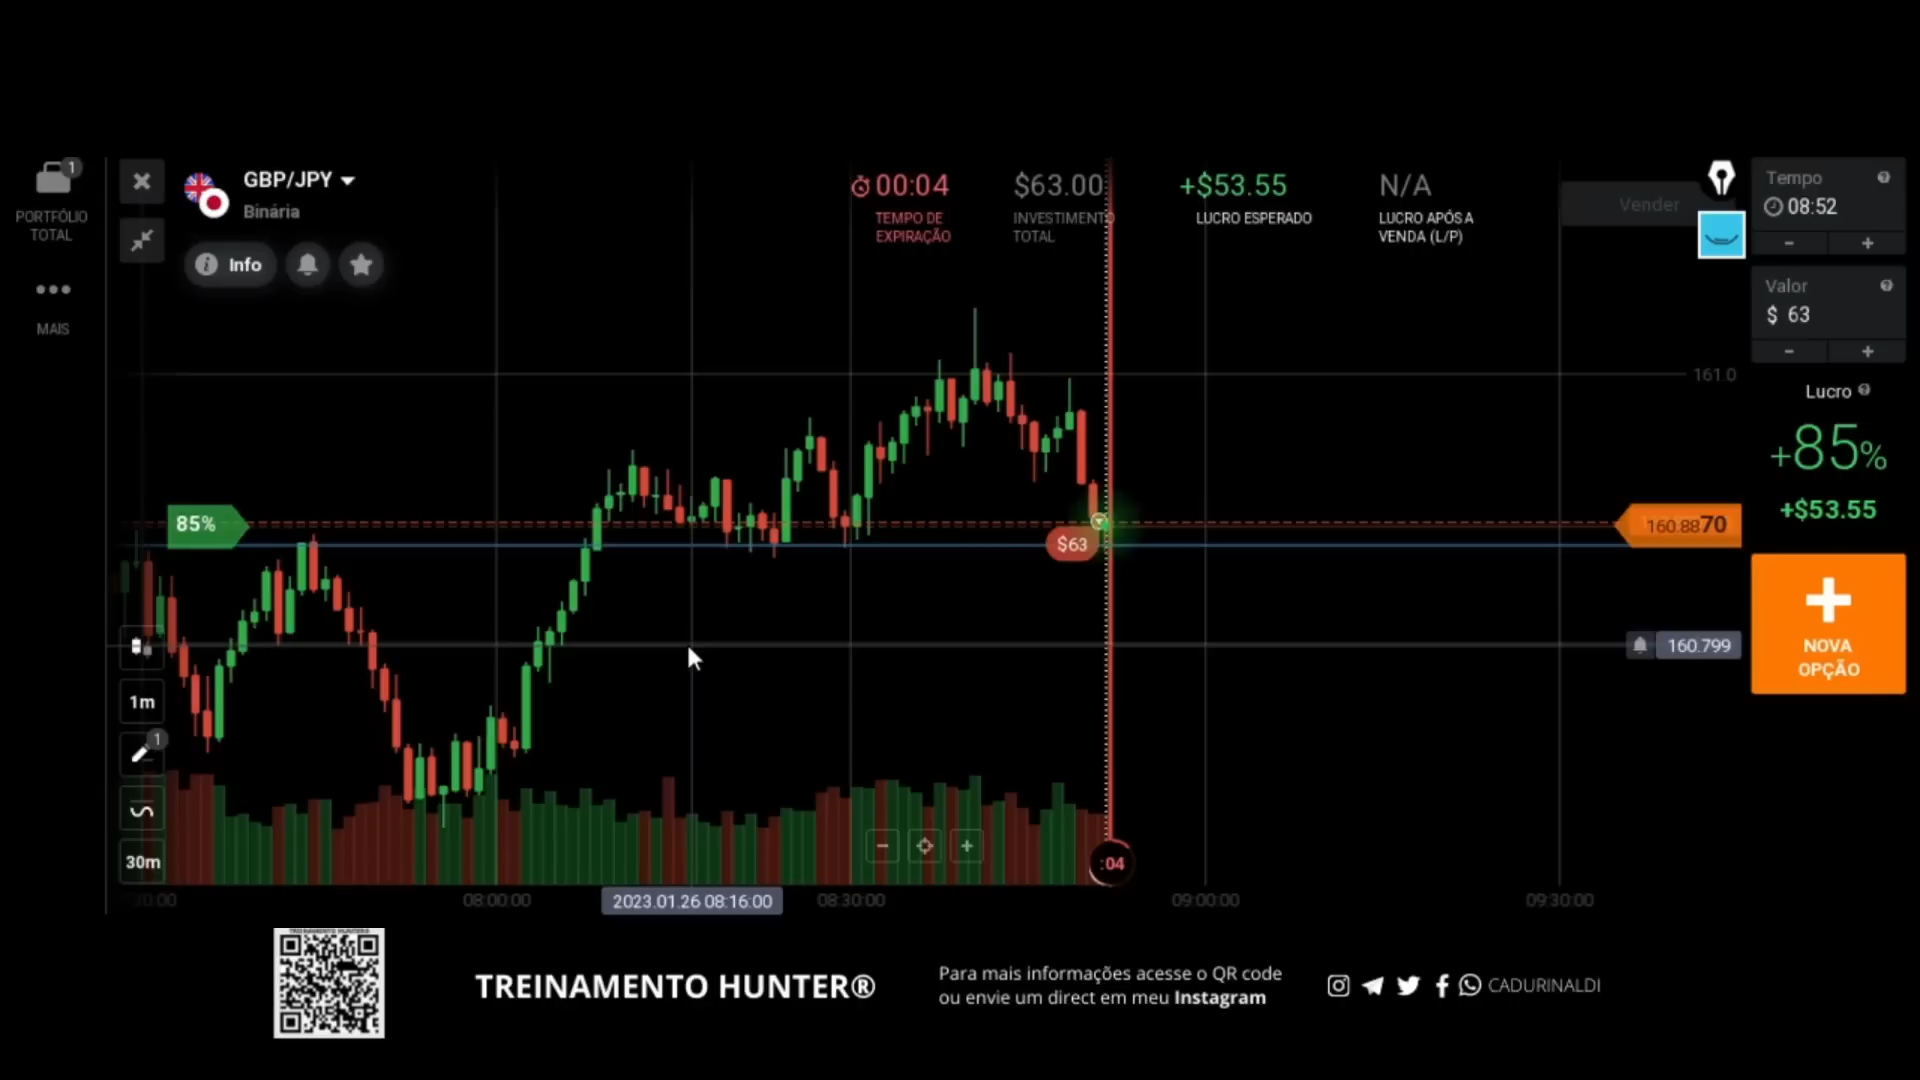 1
PORTFÓLIO
TOTAL
MAIS
GBP/JPY
Binária
Info
00:04
TEMPO DE
EXPIRAÇÃO
$63.00
INVESTIMENTO
TOTAL
+$53.55
LUCRO ESPERADO
N/A
LUCRO APÓS A
VENDA (L/P)
Vender
Tempo
08:52
- +
Valor
$ 63
- +
Lucro
+85%
+$53.55
NOVA
OPÇÃO
161.0
85%
$63
160.8870
160.799
1m
1
30m
- +
:04
08:00:00
2023.01.26 08:16:00
08:30:00
09:00:00
09:30:00
TREINAMENTO HUNTER®
Para mais informações acesse o QR code
ou envie um direct em meu Instagram
CADURINALDI